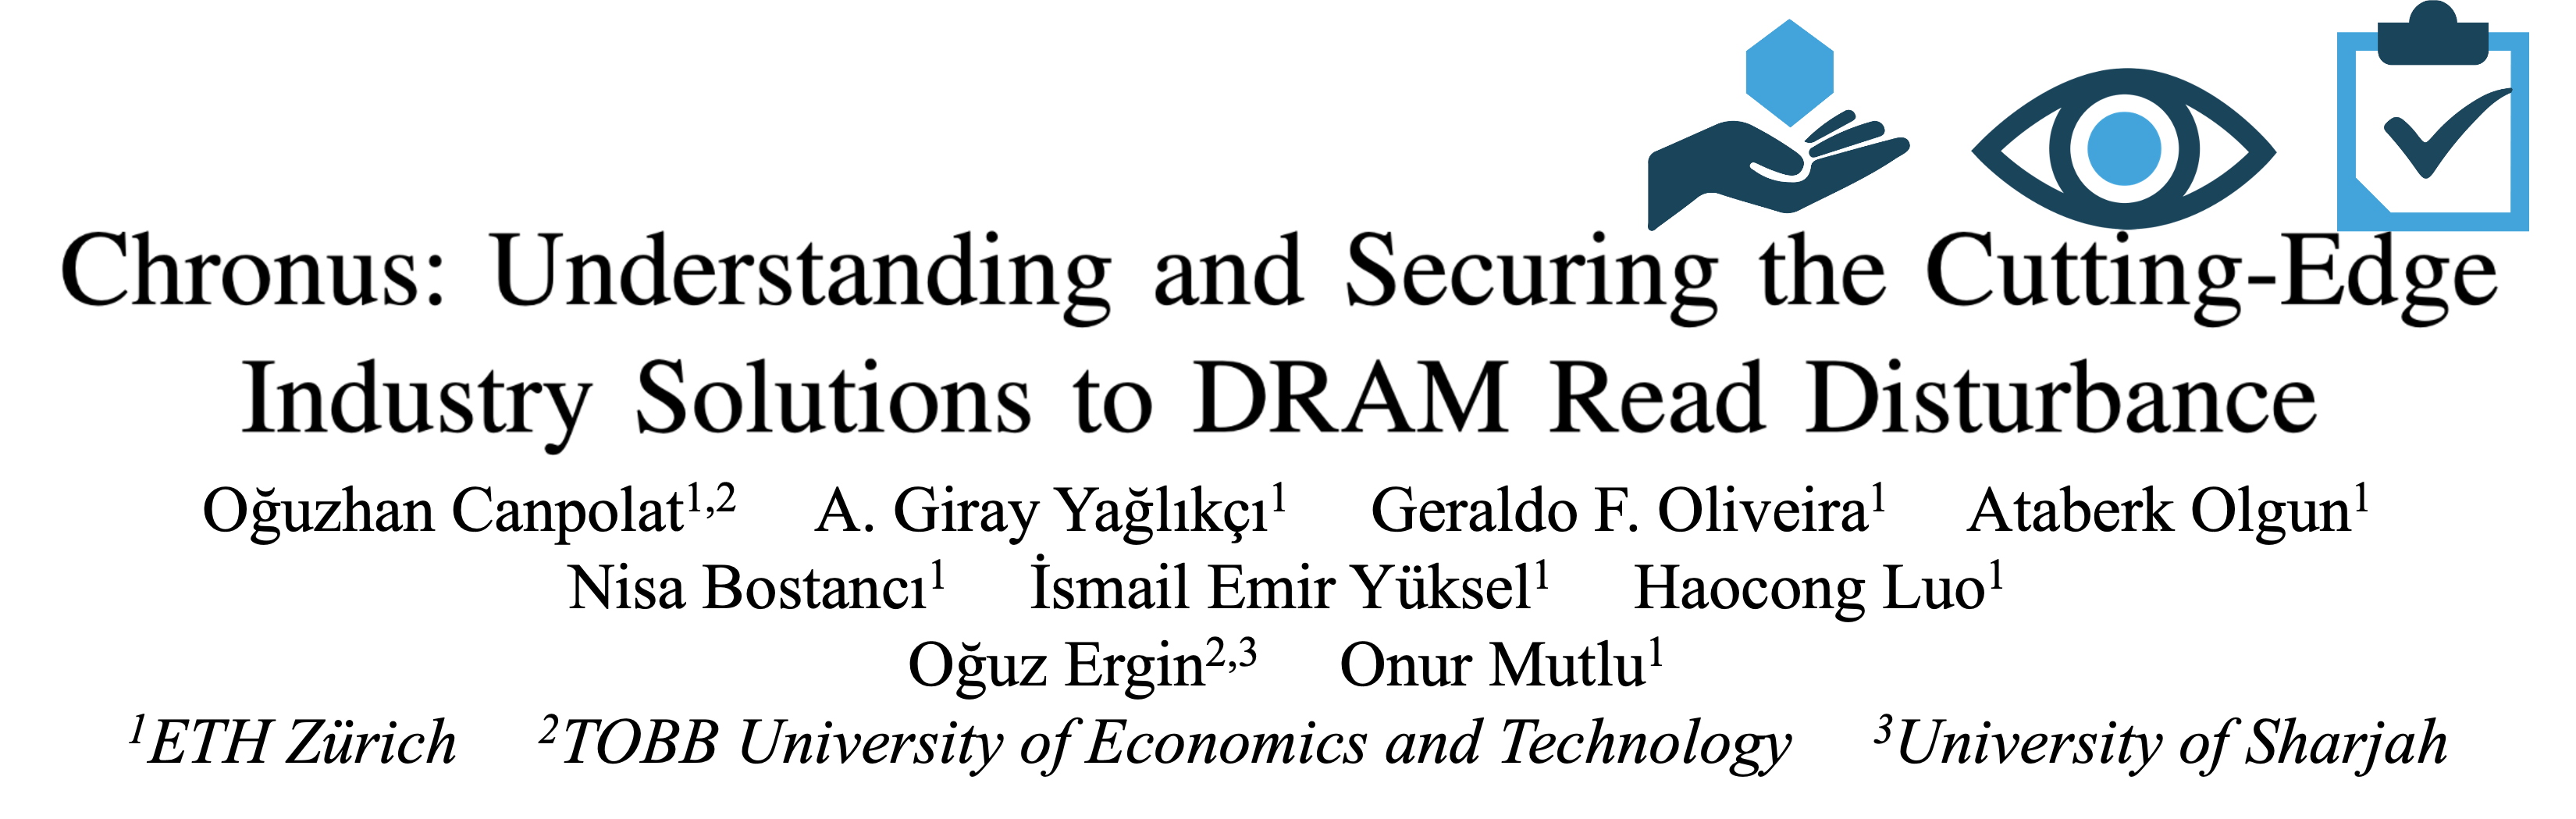 Chronus: Understanding and Securing the Cutting-Edge
Industry Solutions to DRAM Read Disturbance
Oğuzhan Canpolat1,2 A. Giray Yağlıkçı1 Geraldo F. Oliveira1 Ataberk Olgun1
Nisa Bostancı1 İsmail Emir Yüksel1 Haocong Luo1
Oğuz Ergin2,3 Onur Mutlu1
1ETH Zürich 2TOBB University of Economics and Technology 3University of Sharjah